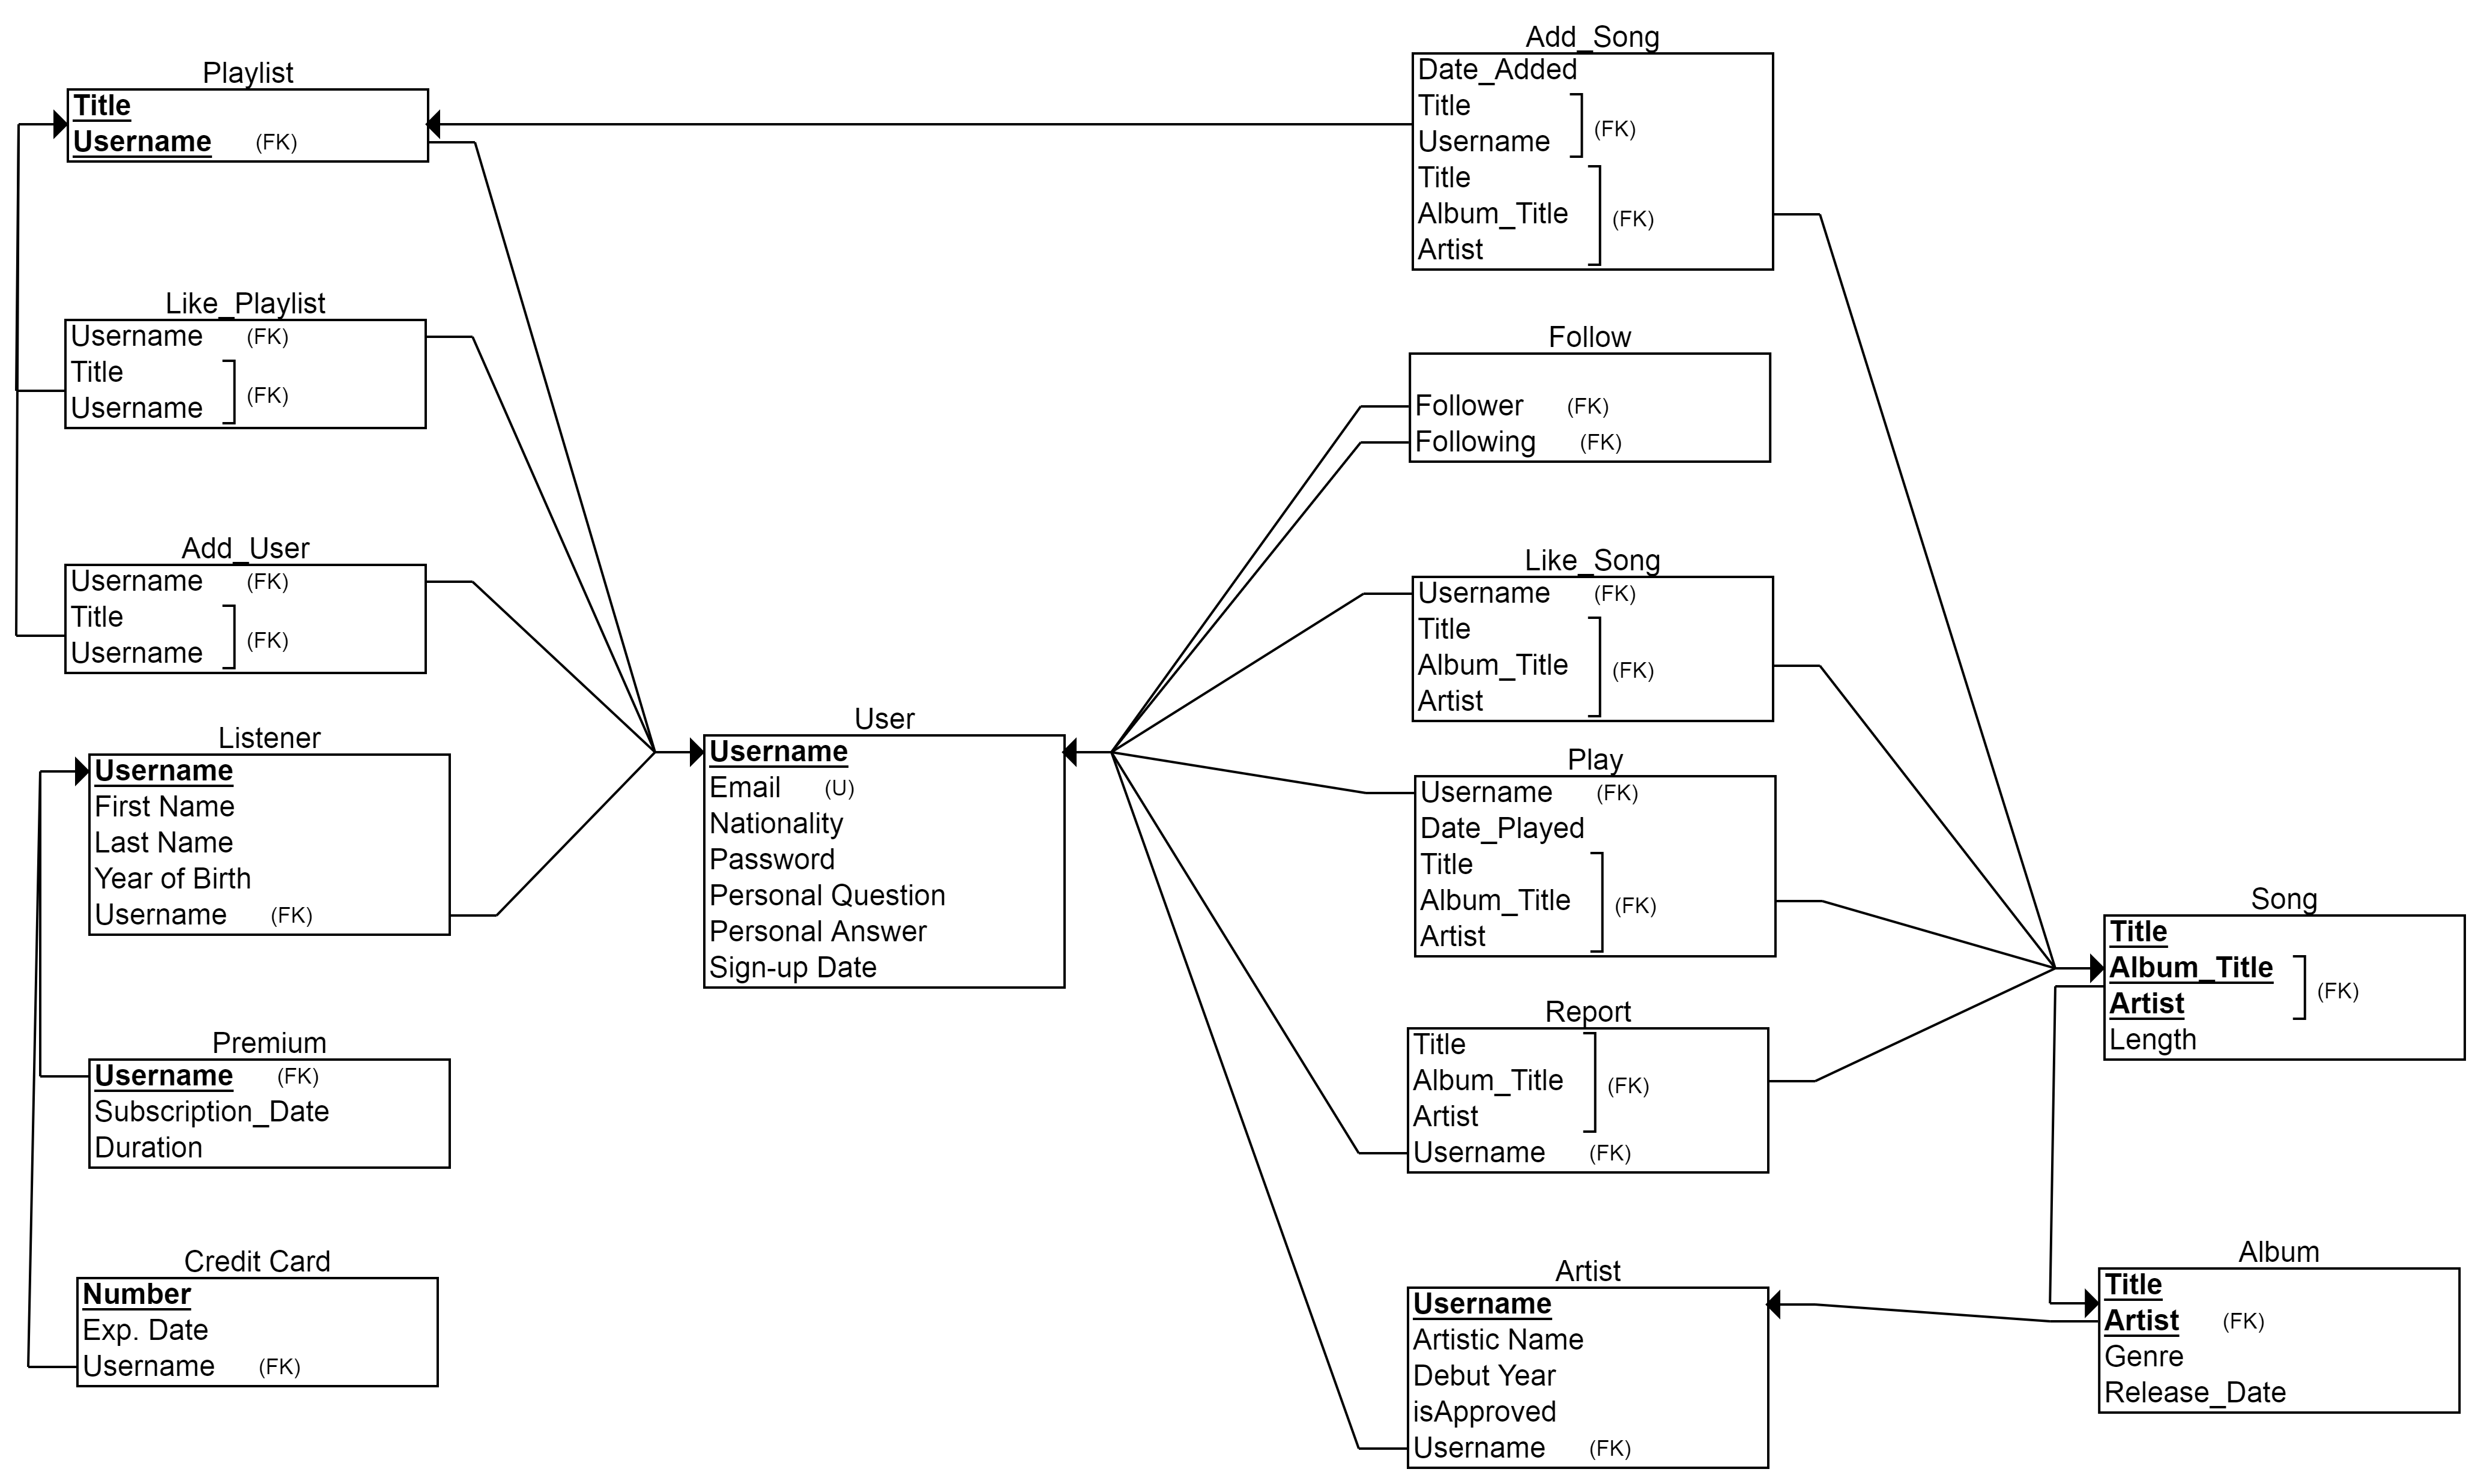 Playlist
Title
Username (FK)
Like_Playlist
Username (FK)
Title
Username
(FK)
Add_User
Username (FK)
Title
Username
(FK)
Listener
Username
First Name
Last Name
Year of Birth
Username (FK)
Premium
Username (FK)
Subscription_Date
Duration
Credit Card
Number
Exp. Date
Username (FK)
User
Username
Email (U)
Nationality
Password
Personal Question
Personal Answer
Sign-up Date
Add_Song
Date_Added
Title
Username
(FK)
Title
Album_Title
Artist
(FK)
Follow
Follower (FK)
Following (FK)
Like_Song
Username (FK)
Title
Album_Title
Artist
(FK)
Play
Username (FK)
Date_Played
Title
Album_Title
Artist
(FK)
Report
Title
Album_Title
Artist
(FK)
Username (FK)
Artist
Username
Artistic Name
Debut Year
isApproved
Username (FK)
Song
Title
Album_Title
Artist
(FK)
Length
Album
Title
Artist (FK)
Genre
Release_Date